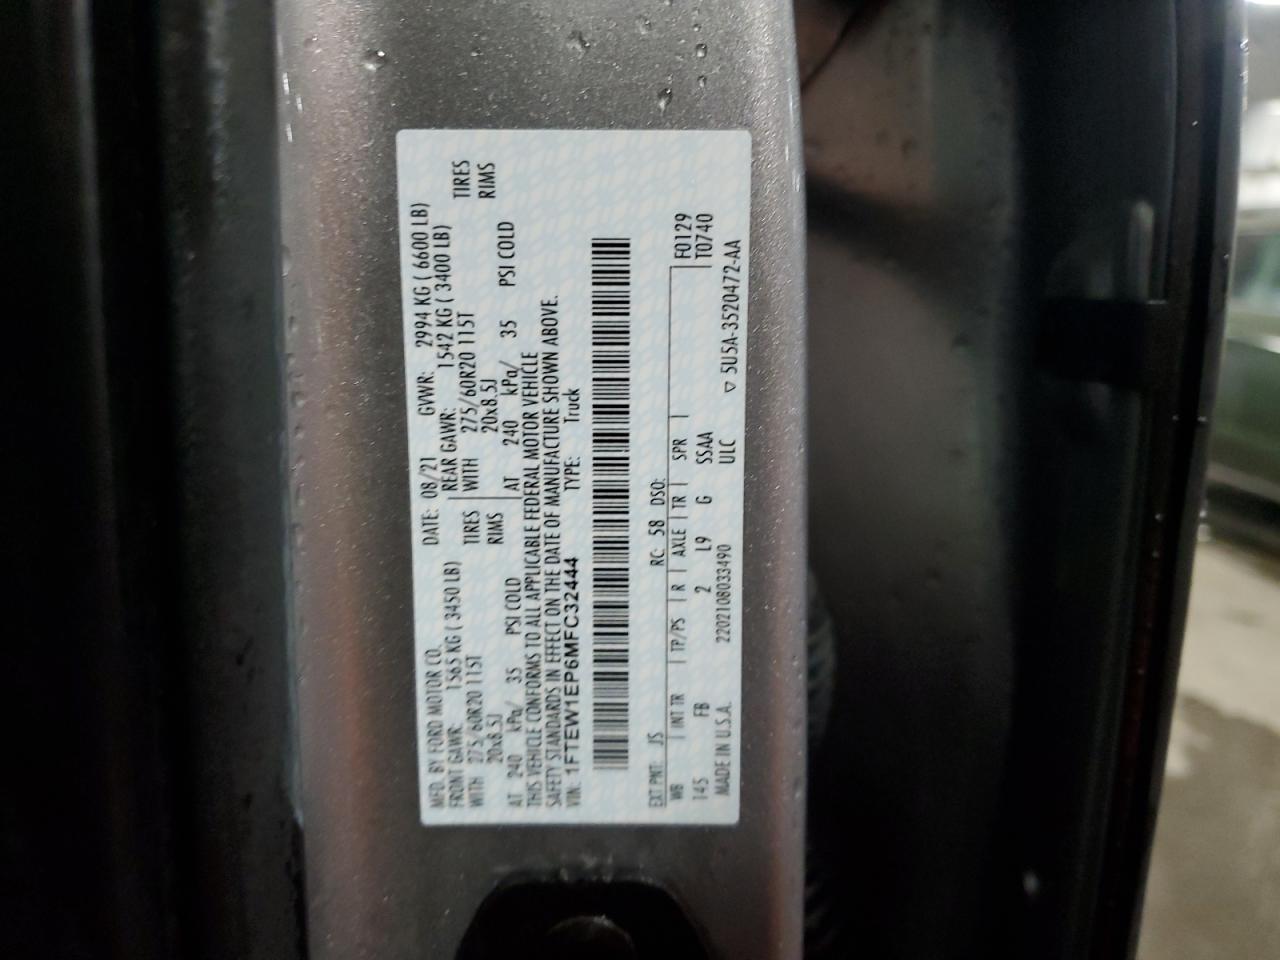 MFD. BY FORD MOTOR CO. DATE: 08/21 GVWR: 2994 KG ( 6600 LB)
FRONT GAWR: 1565 KG ( 3450 LB) REAR GAWR: 1542 KG ( 3400 LB)
WITH 275/60R20 115T TIRES WITH 275/60R20 115T TIRES
20x8.5J RIMS 20x8.5J RIMS
AT 240 kPa/ 35 PSI COLD AT 240 kPa/ 35 PSI COLD
THIS VEHICLE CONFORMS TO ALL APPLICABLE FEDERAL MOTOR VEHICLE
SAFETY STANDARDS IN EFFECT ON THE DATE OF MANUFACTURE SHOWN ABOVE.
VIN: 1FTEW1EP6MFC32444 TYPE: Truck
EXT PNT: JS RC: 58 DSO:
WB INT TR TP/PS R AXLE TR SPR F0129
145 FB 2 L9 G SSAA T0740
MADE IN U.S.A. 2202108033490 ULC ▽ 5U5A-3520472-AA